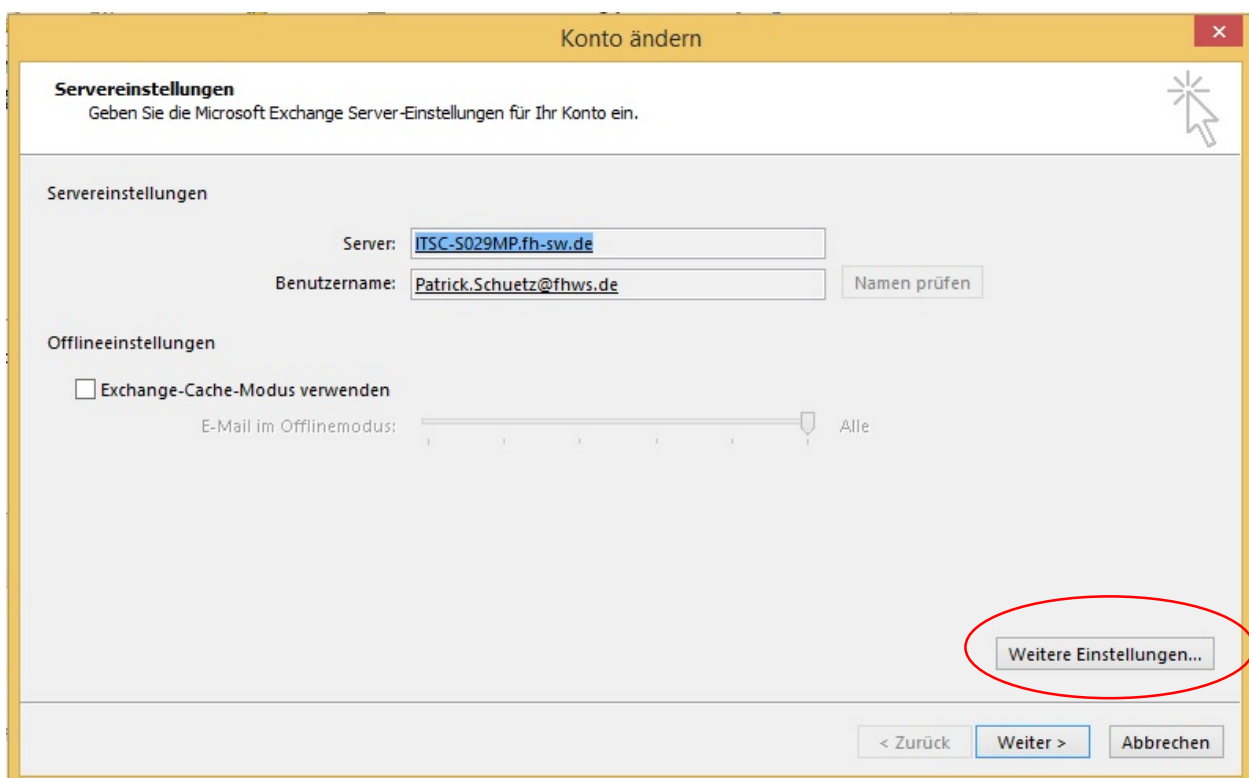 Konto ändern
Servereinstellungen
Geben Sie die Microsoft Exchange Server-Einstellungen für Ihr Konto ein.
Servereinstellungen
Server: ITSC-S029MP.fh-sw.de
Benutzername: Patrick.Schuetz@fhws.de Namen prüfen
Offlineeinstellungen
Exchange-Cache-Modus verwenden
E-Mail im Offlinemodus: Alle
Weitere Einstellungen...
< Zurück Weiter > Abbrechen